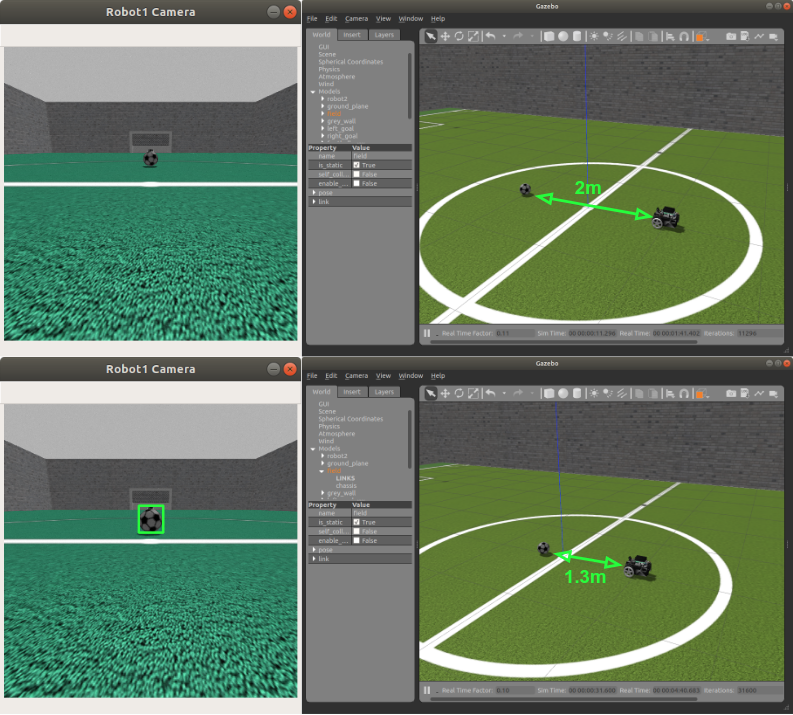 Robot1 Camera
Gazebo
File Edit Camera View Window Help
World Insert Layers
GUI
Scene
Spherical Coordinates
Physics
Atmosphere
Wind
Models
robot2
ground_plane
field
grey_wall
left_goal
right_goal
Property Value
name field
is_static True
self_coll... False
enable_... False
pose
link
2m
Real Time Factor: 0.11 Sim Time: 00 00:00:11.296 Real Time: 00 00:01:41.402 Iterations: 11296
Robot1 Camera
Gazebo
File Edit Camera View Window Help
World Insert Layers
GUI
Scene
Spherical Coordinates
Physics
Atmosphere
Wind
Models
robot2
ground_plane
field
LINKS
chassis
grey_wall
Property Value
name field
is_static True
self_coll... False
enable_... False
pose
link
1.3m
Real Time Factor: 0.10 Sim Time: 00 00:00:31.600 Real Time: 00 00:04:40.663 Iterations: 31600